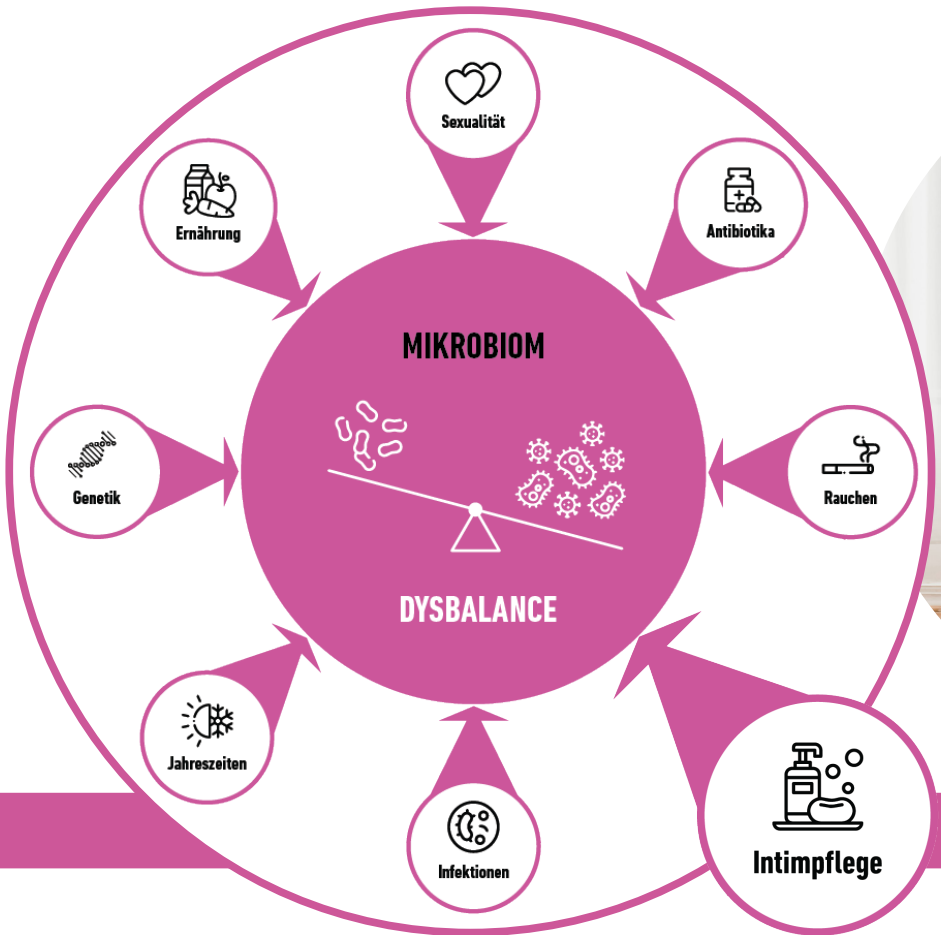 Sexualität
Ernährung
Antibiotika
MIKROBIOM
Genetik
Rauchen
DYSBALANCE
Jahreszeiten
Infektionen
Intimpflege